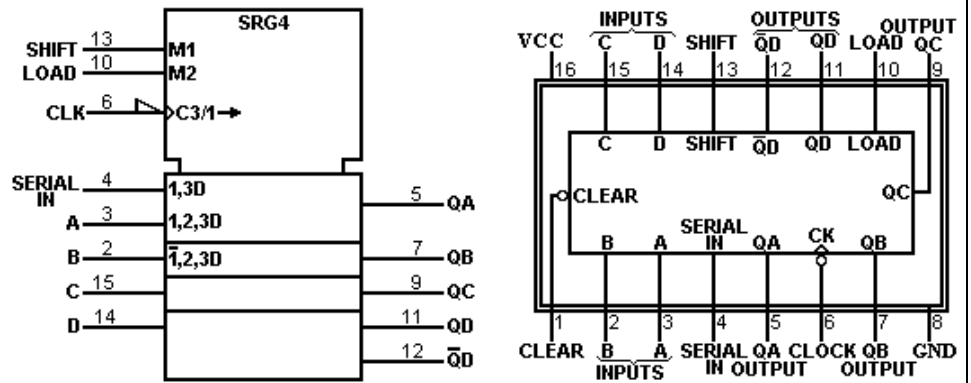 SRG4
SHIFT 13 M1
LOAD 10 M2
CLK 6 C3/1
SERIAL IN 4 1,3D
A 3 1,2,3D
B 2 1̅,2,3D
C 15
D 14
5 QA
7 QB
9 QC
11 QD
12 Q̅D
INPUTS OUTPUTS OUTPUT
VCC C D SHIFT Q̅D QD LOAD QC
16 15 14 13 12 11 10 9
C D SHIFT Q̅D QD LOAD
CLEAR QC
SERIAL CK
B A IN QA QB
1 2 3 4 5 6 7 8
CLEAR B A SERIAL QA CLOCK QB GND
INPUTS IN OUTPUT OUTPUT